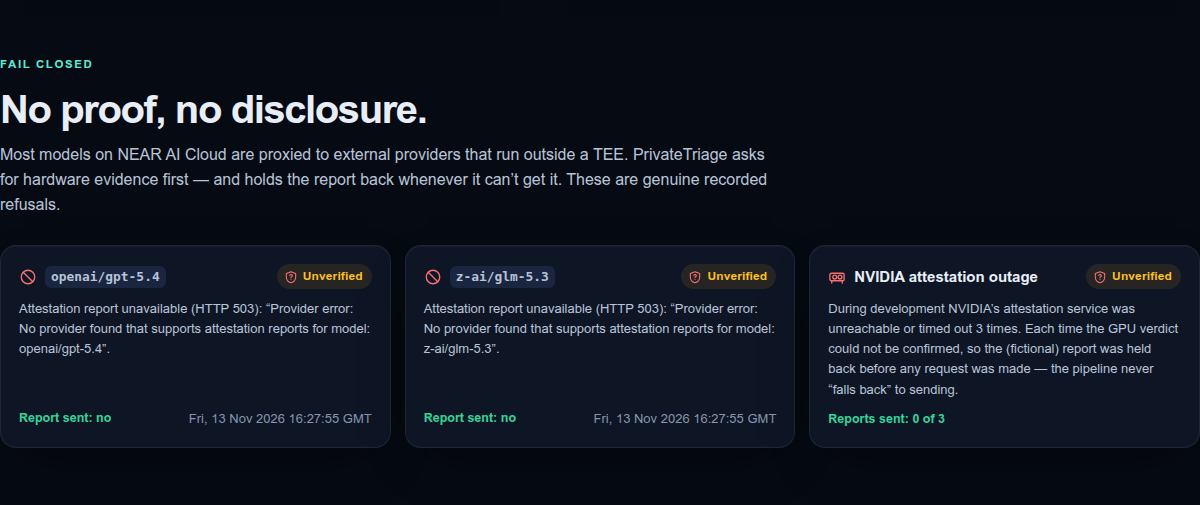 FAIL CLOSED
No proof, no disclosure.
Most models on NEAR AI Cloud are proxied to external providers that run outside a TEE. PrivateTriage asks
for hardware evidence first — and holds the report back whenever it can’t get it. These are genuine recorded
refusals.
openai/gpt-5.4
Unverified
Attestation report unavailable (HTTP 503): “Provider error:
No provider found that supports attestation reports for model:
openai/gpt-5.4”.
Report sent: no
Fri, 13 Nov 2026 16:27:55 GMT
z-ai/glm-5.3
Unverified
Attestation report unavailable (HTTP 503): “Provider error:
No provider found that supports attestation reports for model:
z-ai/glm-5.3”.
Report sent: no
Fri, 13 Nov 2026 16:27:55 GMT
NVIDIA attestation outage
Unverified
During development NVIDIA’s attestation service was
unreachable or timed out 3 times. Each time the GPU verdict
could not be confirmed, so the (fictional) report was held
back before any request was made — the pipeline never
“falls back” to sending.
Reports sent: 0 of 3